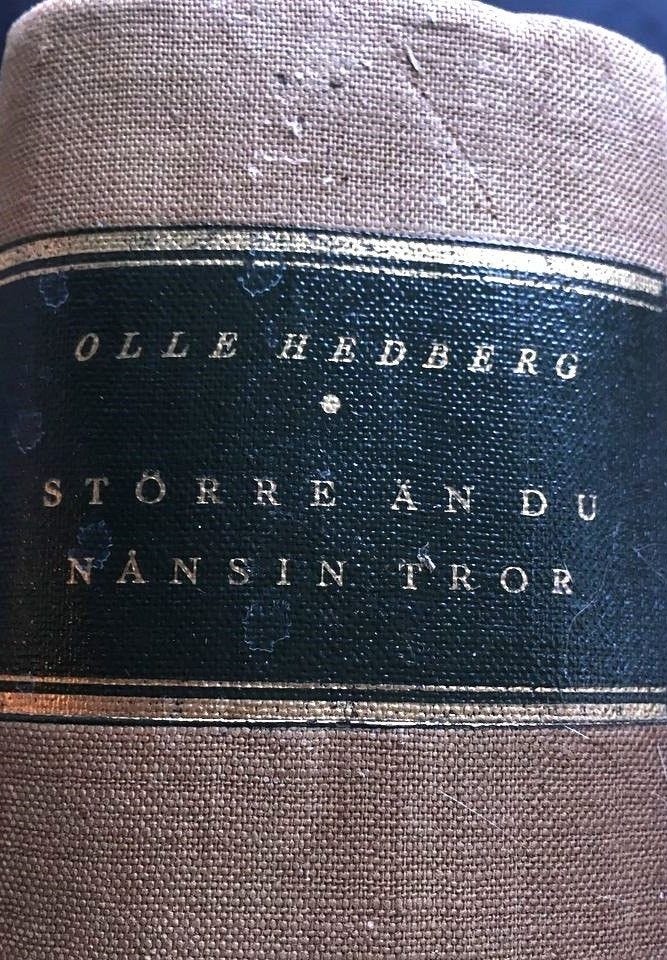 OLLE HEDBERG
STÖRRE ÄN DU
NÅNSIN TROR